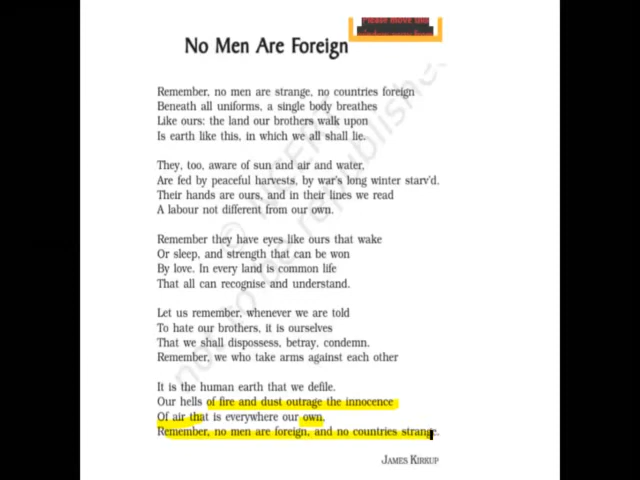 Please move this
No Men Are Foreign
Remember, no men are strange, no countries foreign
Beneath all uniforms, a single body breathes
Like ours: the land our brothers walk upon
Is earth like this, in which we all shall lie.
They, too, aware of sun and air and water,
Are fed by peaceful harvests, by war's long winter starv'd.
Their hands are ours, and in their lines we read
A labour not different from our own.
Remember they have eyes like ours that wake
Or sleep, and strength that can be won
By love. In every land is common life
That all can recognise and understand.
Let us remember, whenever we are told
To hate our brothers, it is ourselves
That we shall dispossess, betray, condemn.
Remember, we who take arms against each other
It is the human earth that we defile.
Our hells of fire and dust outrage the innocence
Of air that is everywhere our own,
Remember, no men are foreign, and no countries strange.
JAMES KIRKUP
© NCERT
not to be republished